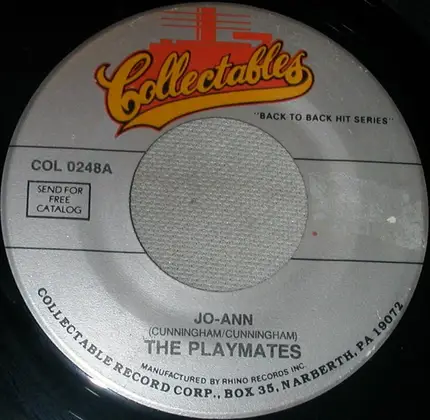 Collectables
"BACK TO BACK HIT SERIES"
COL 0248A
SEND FOR
FREE
CATALOG
JO-ANN
(CUNNINGHAM/CUNNINGHAM)
THE PLAYMATES
MANUFACTURED BY RHINO RECORDS INC
COLLECTABLE RECORD CORP., BOX 35, NARBERTH, PA 19072